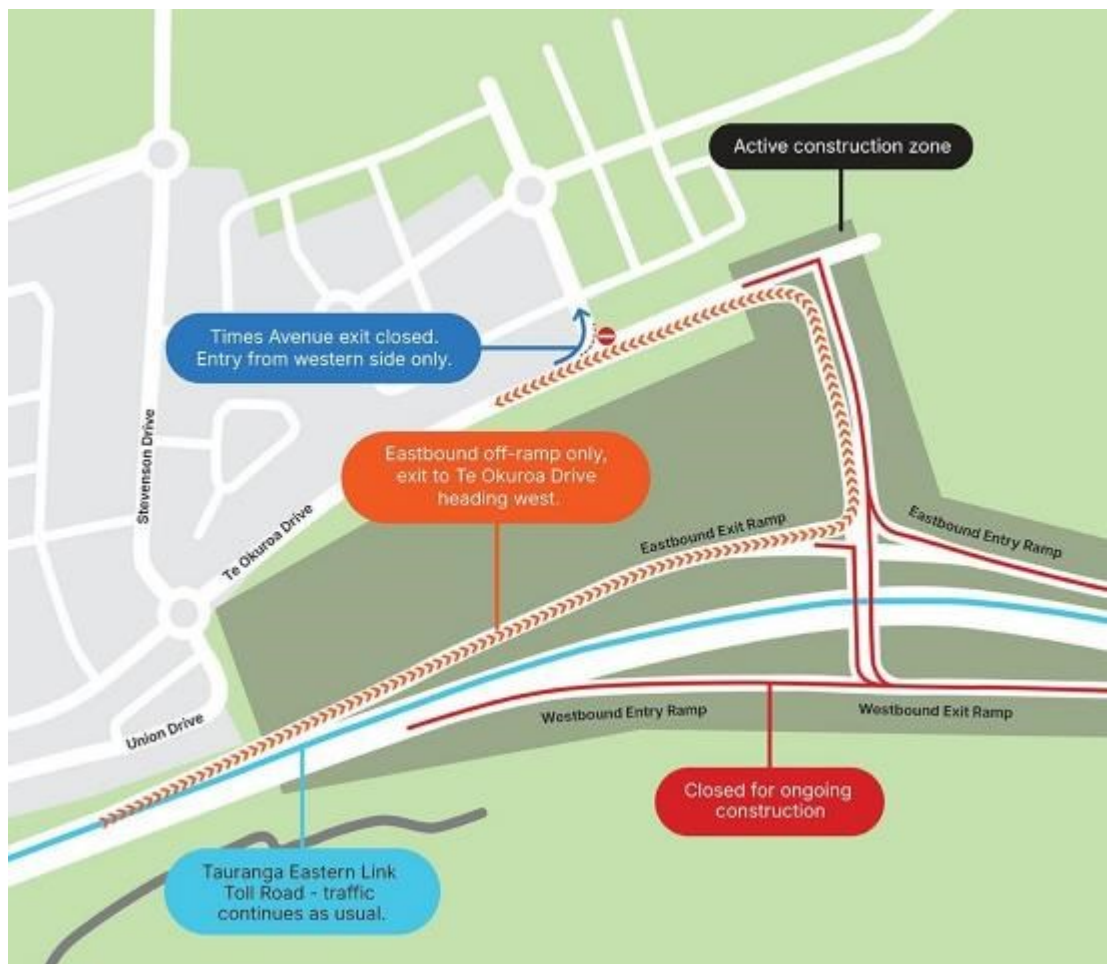 Active construction zone
Times Avenue exit closed.
Entry from western side only.
Stevenson Drive
Eastbound off-ramp only,
exit to Te Okuroa Drive
heading west.
Te Okuroa Drive
Eastbound Exit Ramp
Eastbound Entry Ramp
Union Drive
Westbound Entry Ramp
Westbound Exit Ramp
Closed for ongoing
construction
Tauranga Eastern Link
Toll Road - traffic
continues as usual.